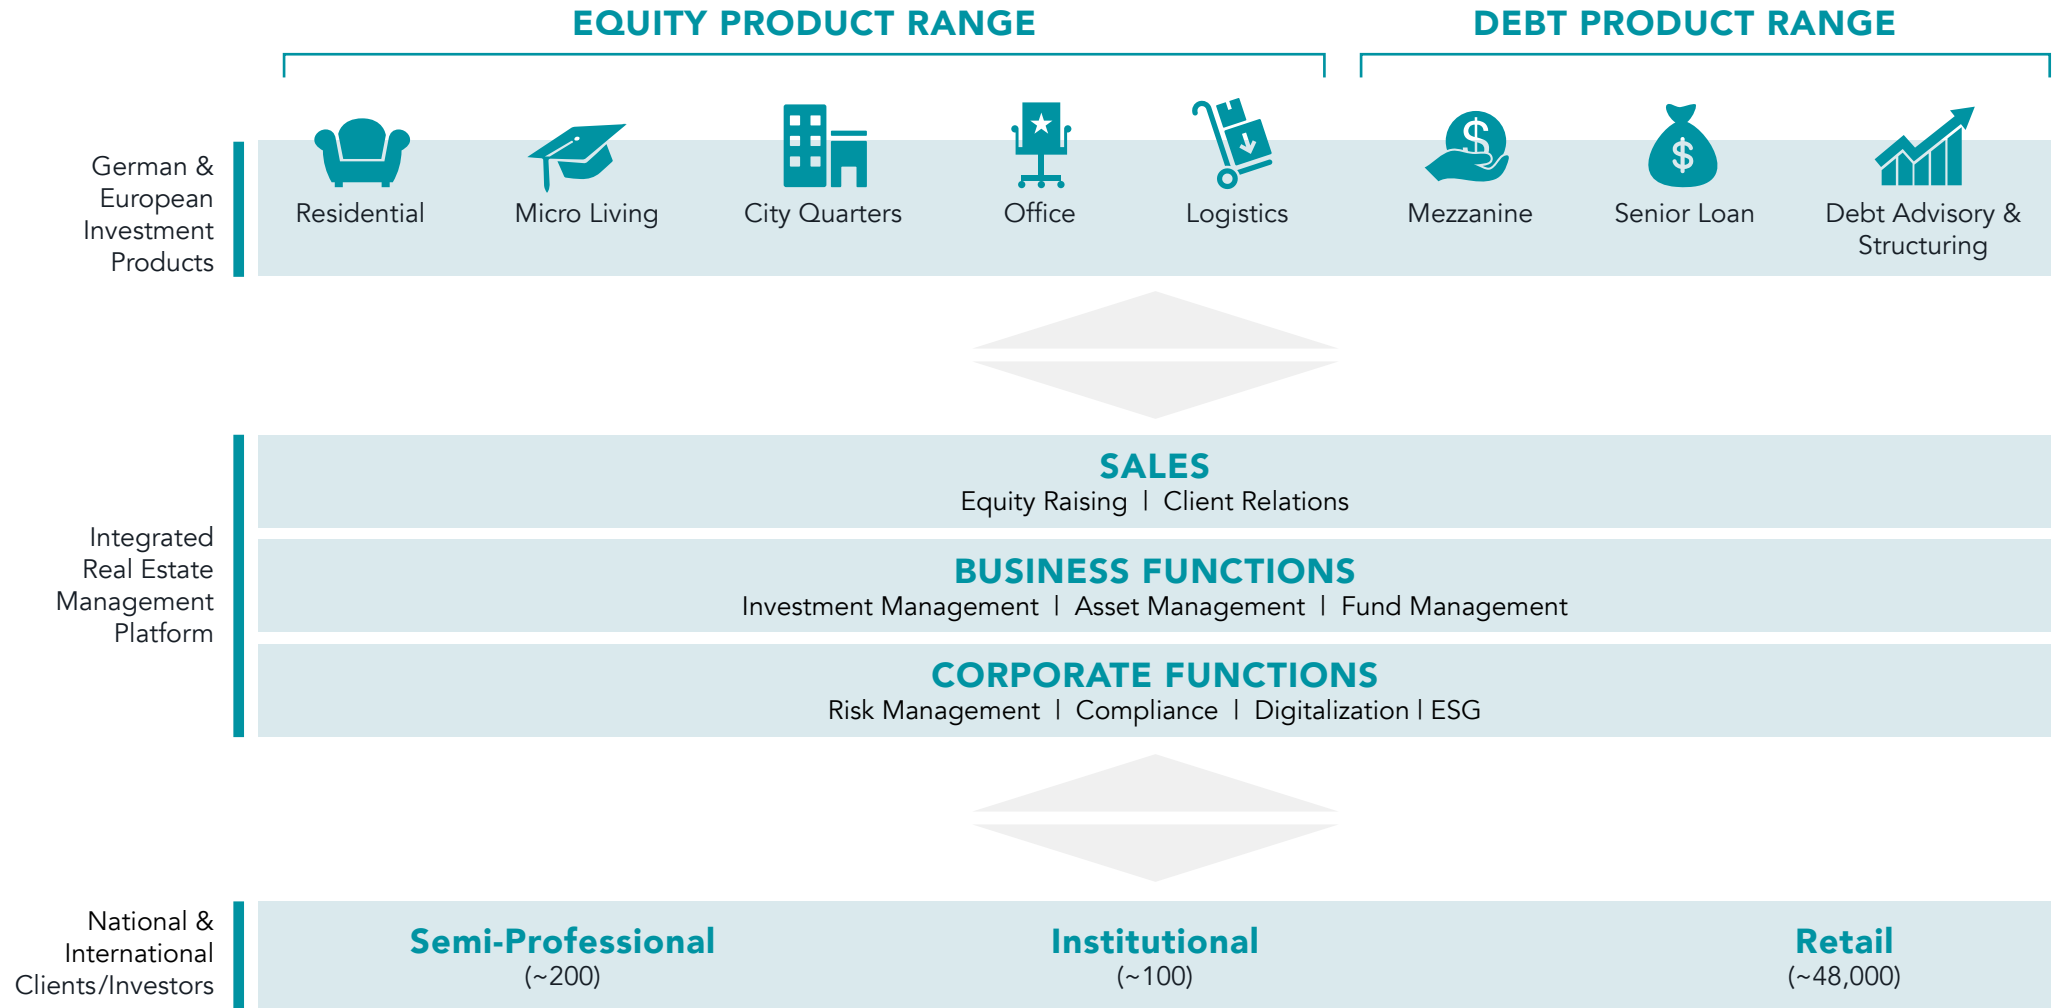 EQUITY PRODUCT RANGE
DEBT PRODUCT RANGE
German &
European
Investment
Products
Residential
Micro Living
City Quarters
Office
Logistics
$
Mezzanine
$
Senior Loan
Debt Advisory &
Structuring
Integrated
Real Estate
Management
Platform
SALES
Equity Raising | Client Relations
BUSINESS FUNCTIONS
Investment Management | Asset Management | Fund Management
CORPORATE FUNCTIONS
Risk Management | Compliance | Digitalization | ESG
National &
International
Clients/Investors
Semi-Professional
(~200)
Institutional
(~100)
Retail
(~48,000)